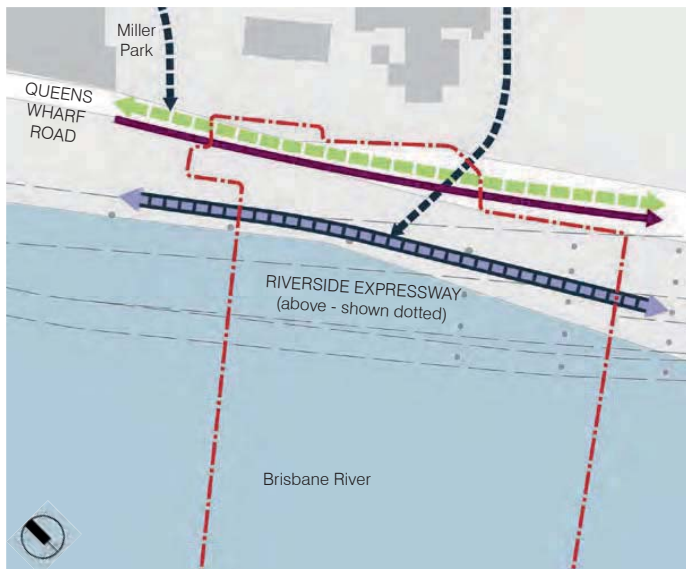 Miller
Park
QUEENS
WHARF
ROAD
RIVERSIDE EXPRESSWAY
(above - shown dotted)
Brisbane River